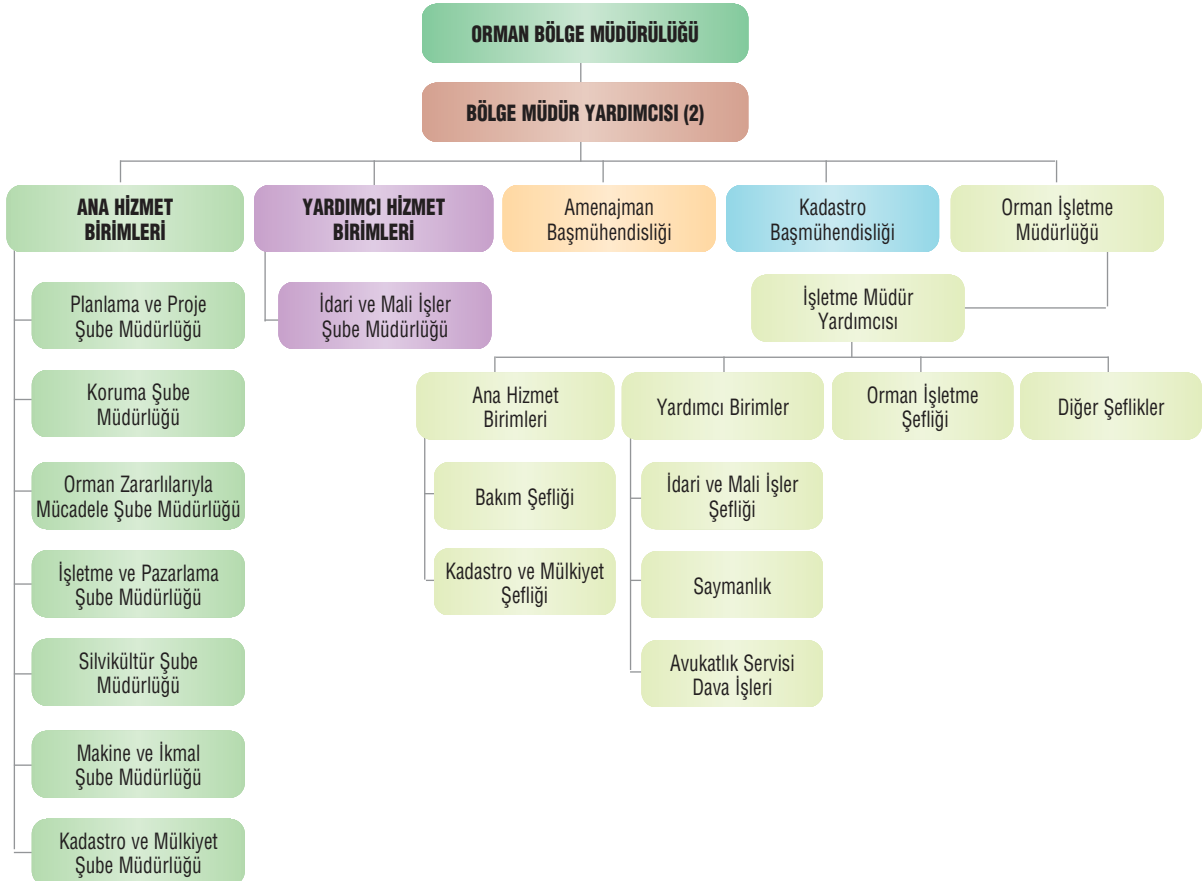 ORMAN BÖLGE MÜDÜRÜLÜĞÜ
BÖLGE MÜDÜR YARDIMCISI (2)
ANA HİZMET
BİRİMLERİ
YARDIMCI HİZMET
BİRİMLERİ
Amenajman
Başmühendisliği
Kadastro
Başmühendisliği
Orman İşletme
Müdürlüğü
Planlama ve Proje
Şube Müdürlüğü
Koruma Şube
Müdürlüğü
Orman Zararlılarıyla
Mücadele Şube Müdürlüğü
İşletme ve Pazarlama
Şube Müdürlüğü
Silvikültür Şube
Müdürlüğü
Makine ve İkmal
Şube Müdürlüğü
Kadastro ve Mülkiyet
Şube Müdürlüğü
İdari ve Mali İşler
Şube Müdürlüğü
İşletme Müdür
Yardımcısı
Ana Hizmet
Birimleri
Yardımcı Birimler
Orman İşletme
Şefliği
Diğer Şeflikler
Bakım Şefliği
Kadastro ve Mülkiyet
Şefliği
İdari ve Mali İşler
Şefliği
Saymanlık
Avukatlık Servisi
Dava İşleri